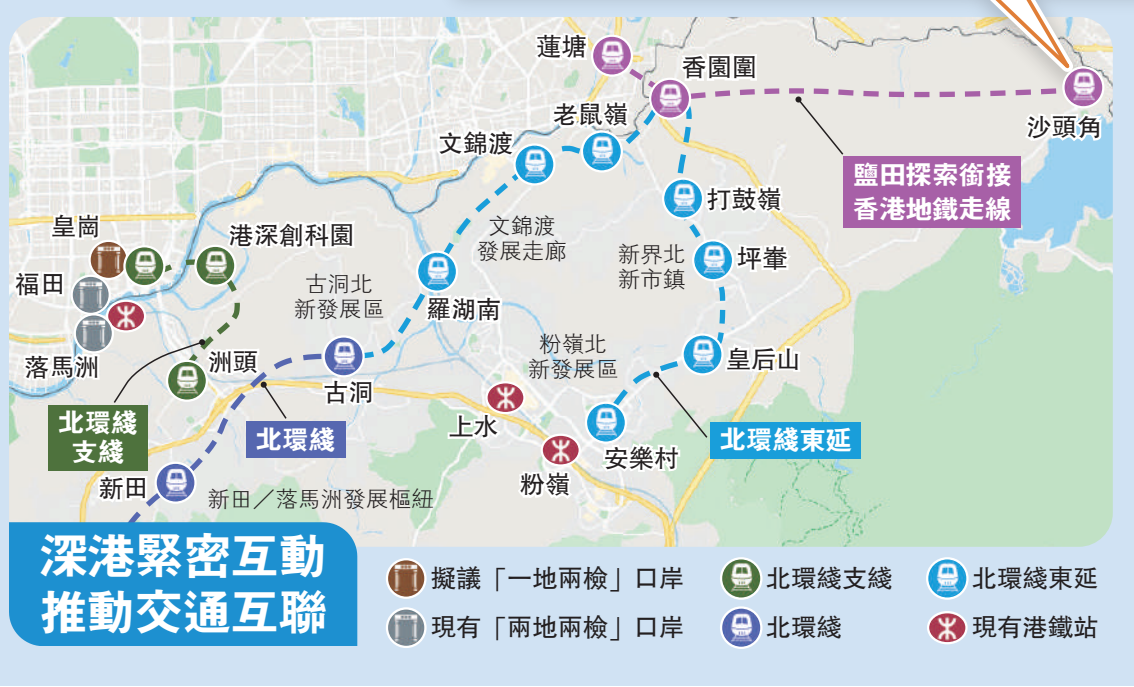 蓮塘
香園圍
老鼠嶺
文錦渡
沙頭角
鹽田探索銜接
香港地鐵走線
打鼓嶺
皇崗
港深創科園
文錦渡
發展走廊
新界北
新市鎮
坪輋
福田
古洞北
新發展區
羅湖南
落馬洲
洲頭
粉嶺北
新發展區
皇后山
古洞
北環綫
支綫
北環綫
上水
安樂村
北環綫東延
新田
新田／落馬洲發展樞紐
粉嶺
深港緊密互動
推動交通互聯
擬議「一地兩檢」口岸
北環綫支綫
北環綫東延
現有「兩地兩檢」口岸
北環綫
現有港鐵站